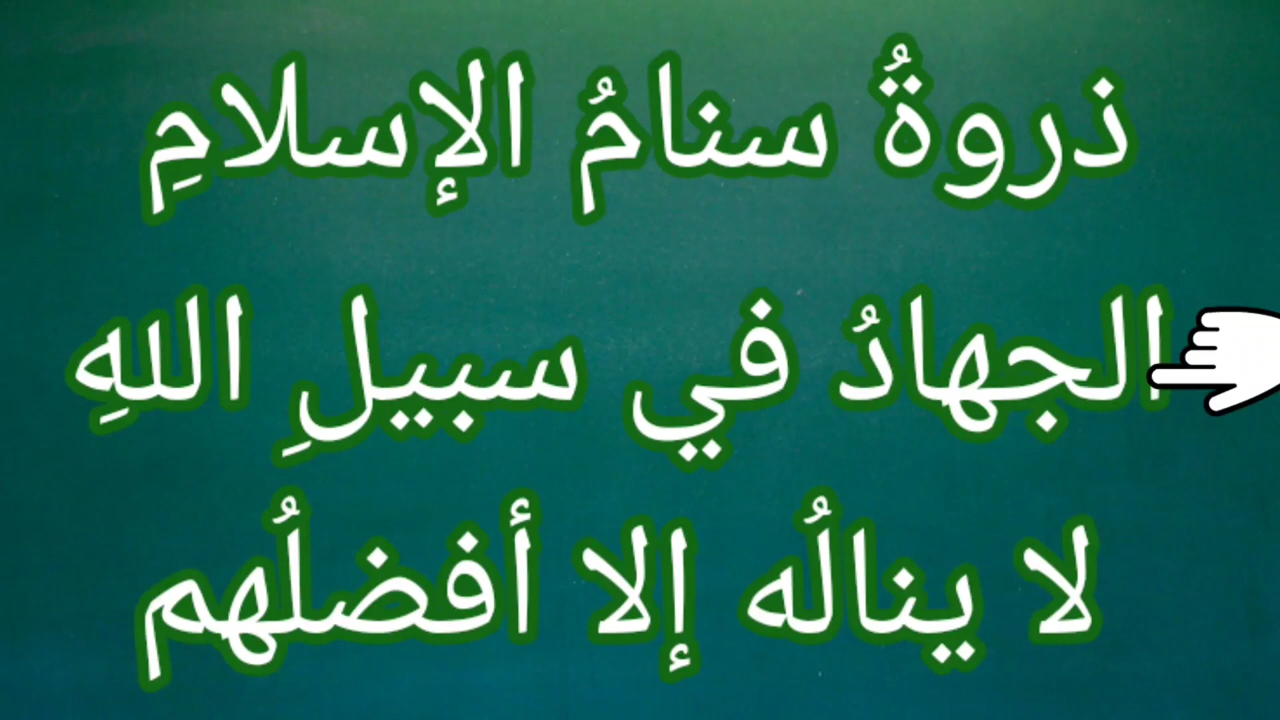 ذروةُ سنامُ الإسلامِ
الجهادُ في سبيلِ اللهِ
لا ينالُه إلا أفضلُهم